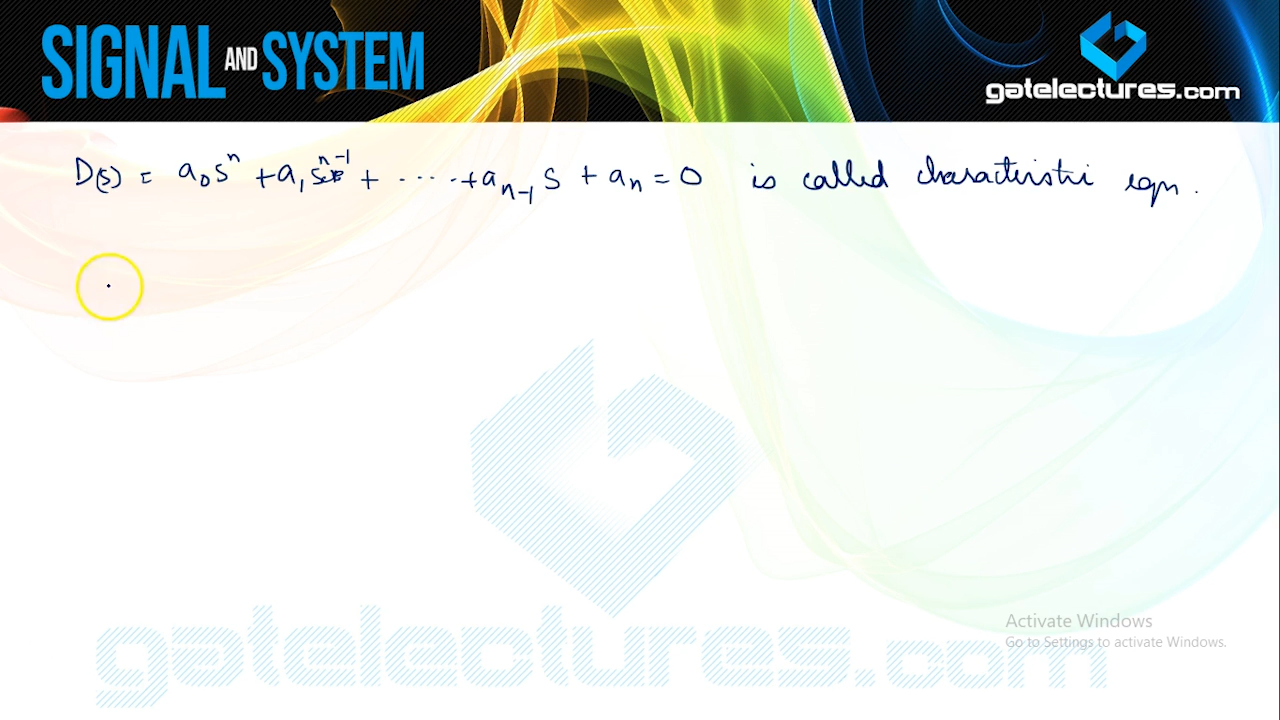 SIGNAL AND SYSTEM
gatelectures.com
D(s) = a₀sⁿ + a₁sⁿ⁻¹ + ..... + aₙ₋₁ s + aₙ = 0 is called characteristic eqn.
gatelectures.com
Activate Windows
Go to Settings to activate Windows.